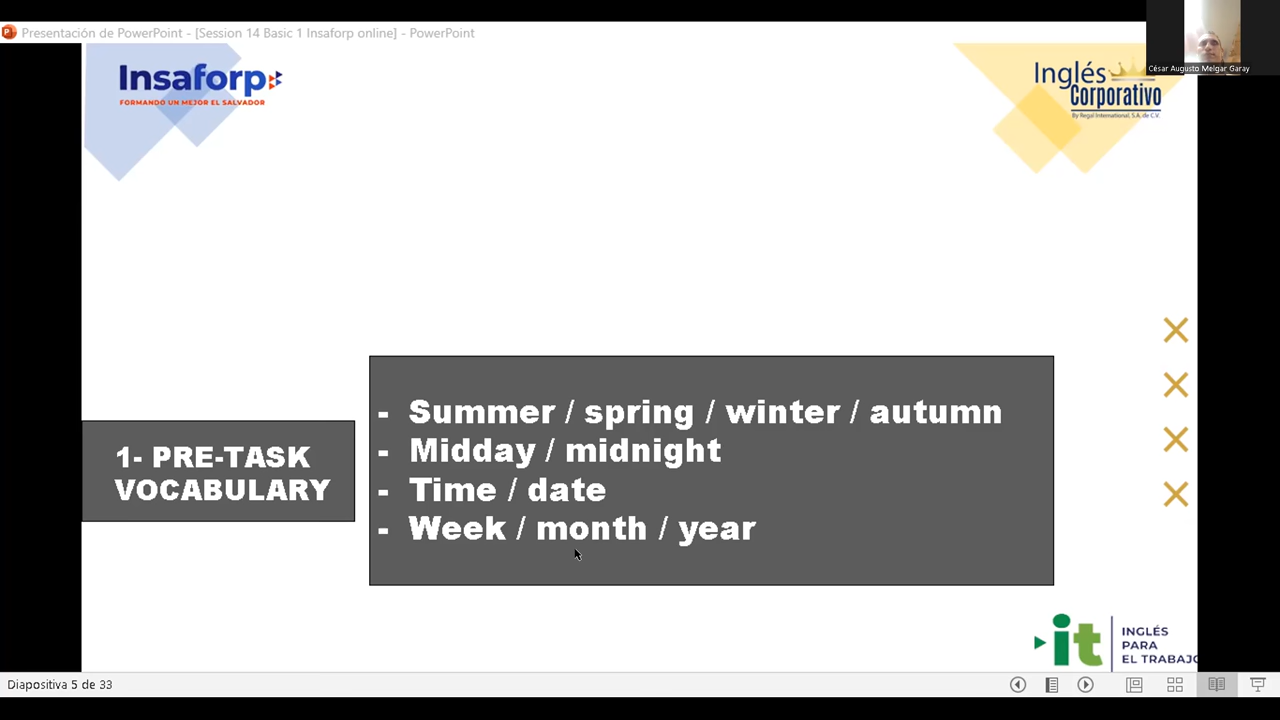 Presentación de PowerPoint - [Session 14 Basic 1 Insaforp online] - PowerPoint
César Augusto Melgar Garay
Insaforp
FORMANDO UN MEJOR EL SALVADOR
Inglés
Corporativo
By Regal International, S.A. de C.V.
- Summer / spring / winter / autumn
- Midday / midnight
- Time / date
- Week / month / year
1- PRE-TASK
VOCABULARY
it
INGLÉS
PARA
EL TRABAJO
Diapositiva 5 de 33